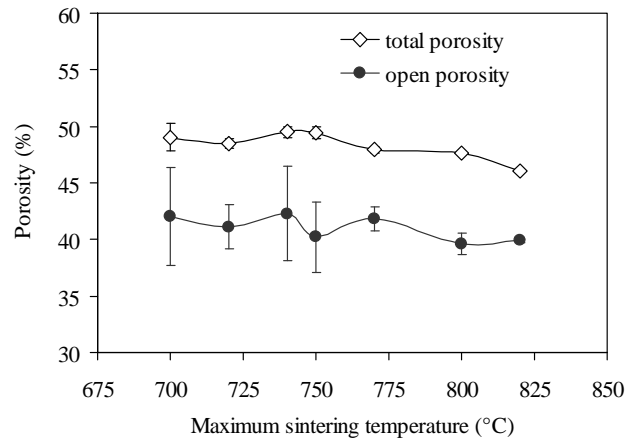 60
55
50
45
40
35
30
Porosity (%)
total porosity
open porosity
675 700 725 750 775 800 825 850
Maximum sintering temperature (°C)